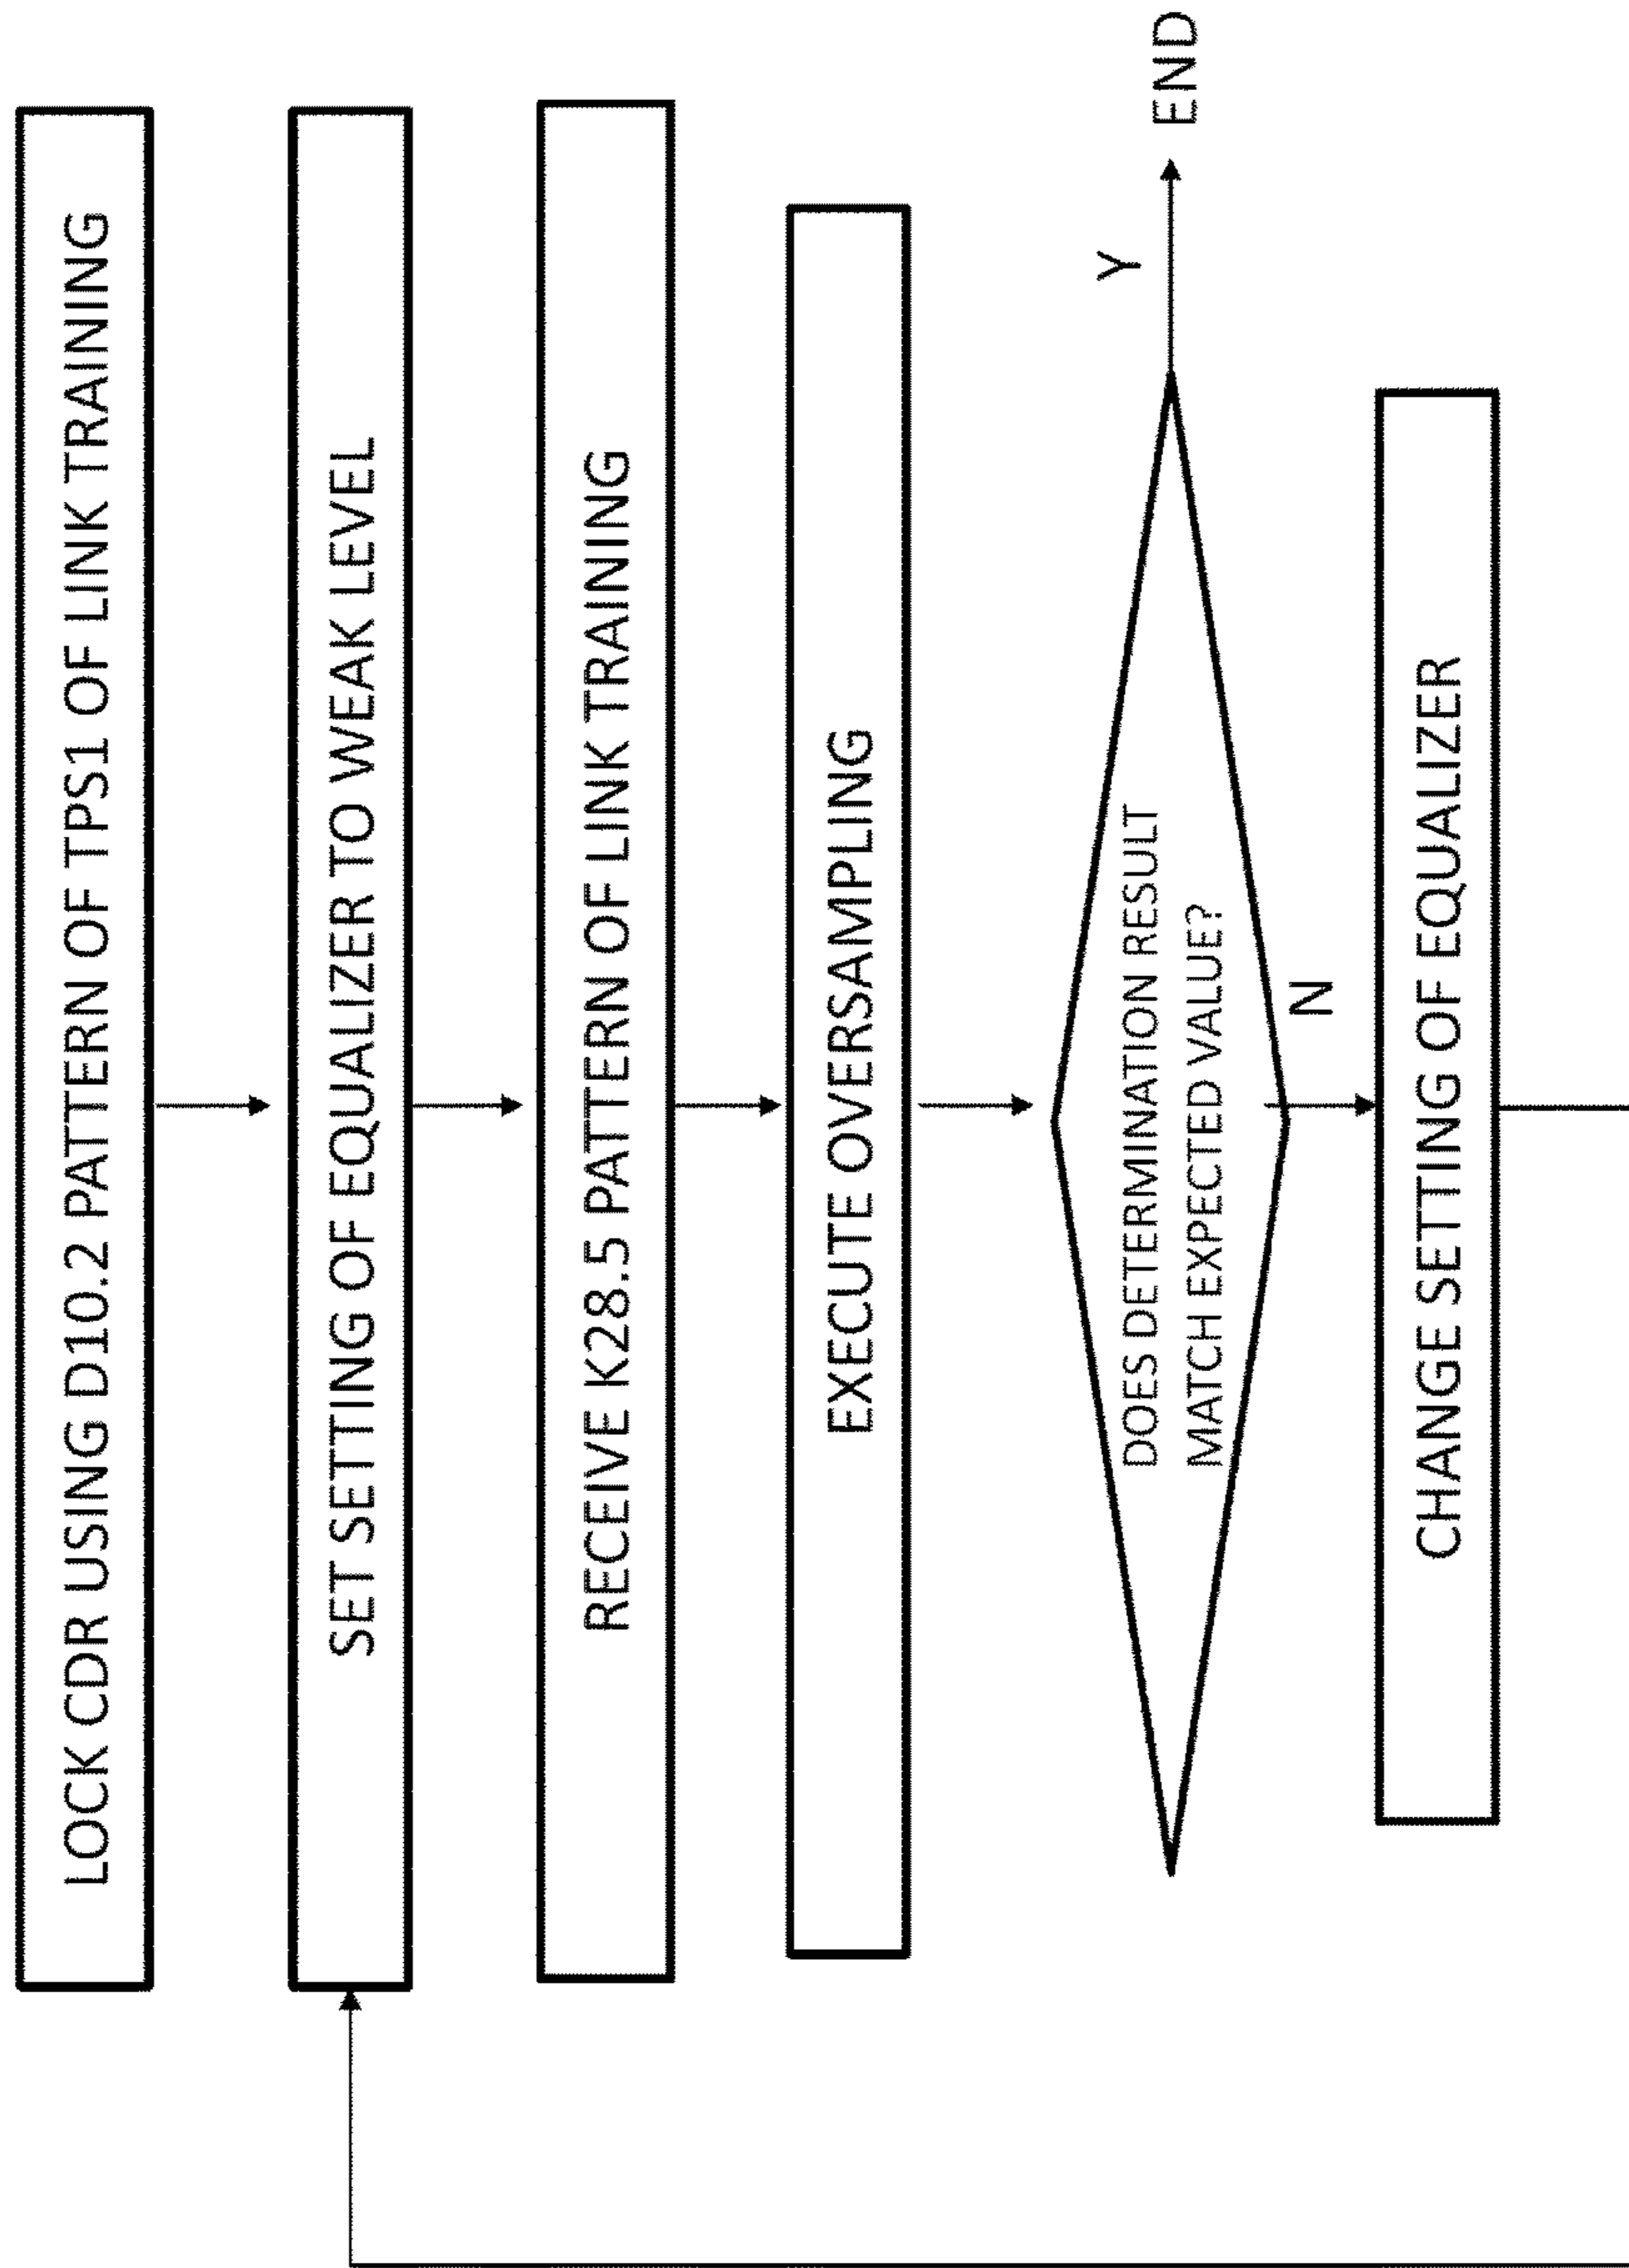 LOCK CDR USING D10.2 PATTERN OF TPS1 OF LINK TRAINING
SET SETTING OF EQUALIZER TO WEAK LEVEL
RECEIVE K28.5 PATTERN OF LINK TRAINING
EXECUTE OVERSAMPLING
DOES DETERMINATION RESULT
MATCH EXPECTED VALUE?
Y
END
N
CHANGE SETTING OF EQUALIZER